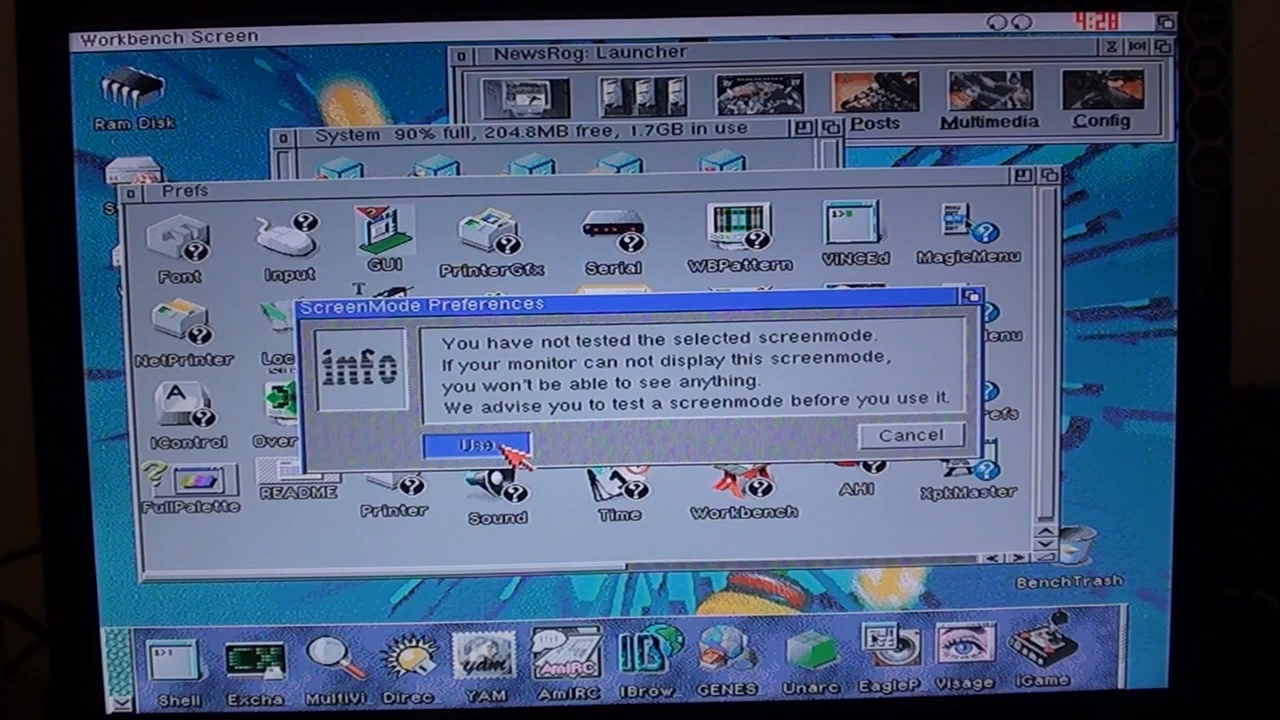 Workbench Screen
4:28
NewsRog: Launcher
Ram Disk
Posts
Multimedia
Config
System 90% full, 204.8MB free, 1.7GB in use
Prefs
Font
Input
GUI
PrinterGfx
Serial
WBPattern
ViNCEd
MagicMenu
ScreenMode Preferences
NetPrinter
Loc
enu
info
You have not tested the selected screenmode.
If your monitor can not display this screenmode,
you won't be able to see anything.
We advise you to test a screenmode before you use it.
Use
Cancel
IControl
Over
efs
FullPalette
README
Printer
Sound
Time
Workbench
AHI
XpkMaster
BenchTrash
Shell
Excha
MultiVi
Direc
YAM
AmIRC
IBrow
GENES
Unarc
EagleP
Visage
iGame